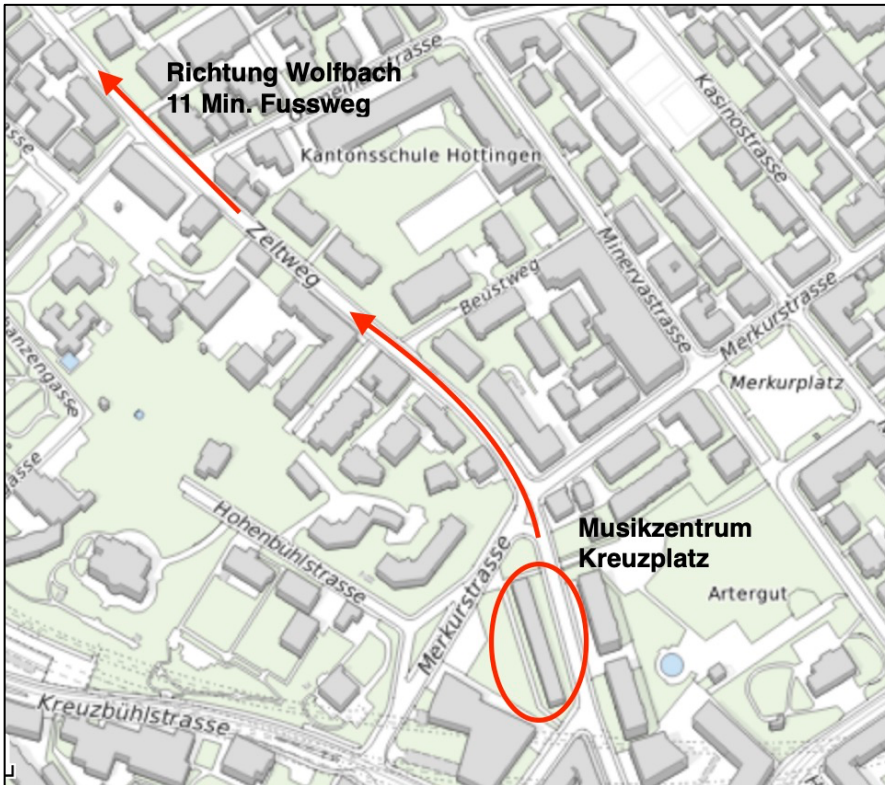 Richtung Wolfbach
11 Min. Fussweg
Kasinostrasse
Kantonsschule Hottingen
Zeltweg
Minervastrasse
Beustweg
Merkurstrasse
Merkurplatz
Hohenbühlstrasse
Musikzentrum
Kreuzplatz
Merkurstrasse
Artergut
Kreuzbühlstrasse